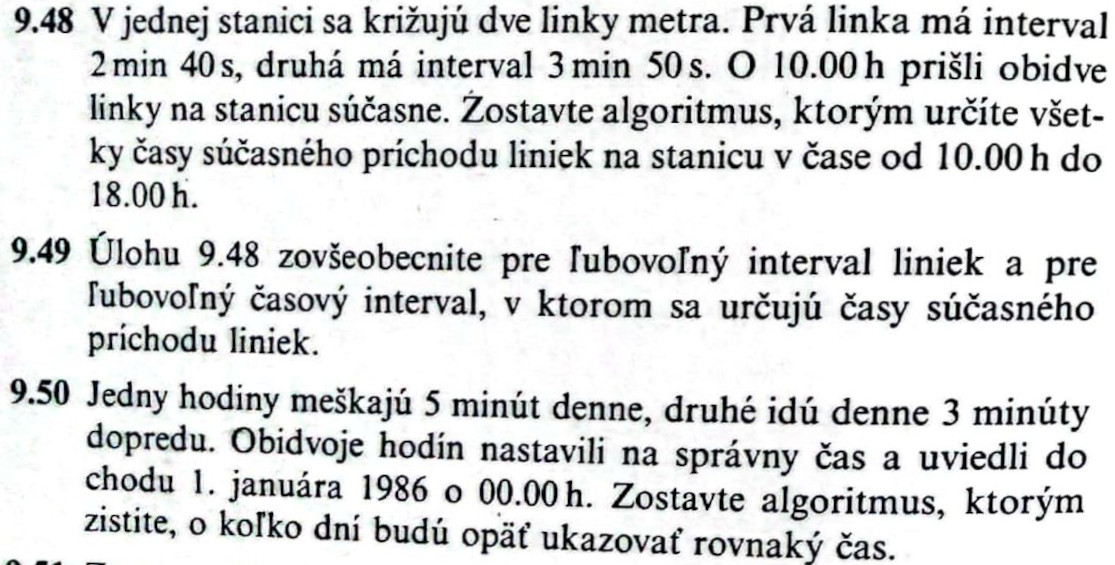 9.48 V jednej stanici sa križujú dve linky metra. Prvá linka má interval
2 min 40 s, druhá má interval 3 min 50 s. O 10.00 h prišli obidve
linky na stanicu súčasne. Zostavte algoritmus, ktorým určíte všet-
ky časy súčasného príchodu liniek na stanicu v čase od 10.00 h do
18.00 h.
9.49 Úlohu 9.48 zovšeobecnite pre ľubovoľný interval liniek a pre
ľubovoľný časový interval, v ktorom sa určujú časy súčasného
príchodu liniek.
9.50 Jedny hodiny meškajú 5 minút denne, druhé idú denne 3 minúty
dopredu. Obidvoje hodín nastavili na správny čas a uviedli do
chodu 1. januára 1986 o 00.00 h. Zostavte algoritmus, ktorým
zistite, o koľko dní budú opäť ukazovať rovnaký čas.